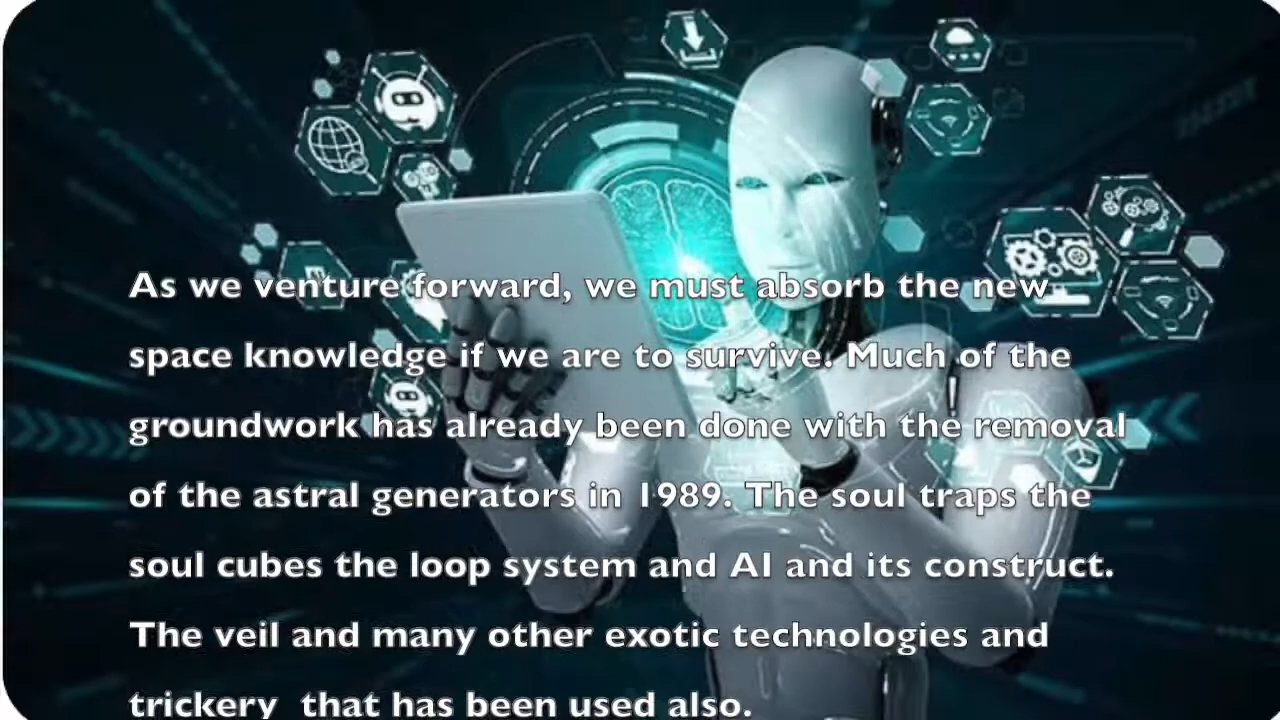 As we venture forward, we must absorb the new
space knowledge if we are to survive. Much of the
groundwork has already been done with the removal
of the astral generators in 1989. The soul traps the
soul cubes the loop system and AI and its construct.
The veil and many other exotic technologies and
trickery  that has been used also.